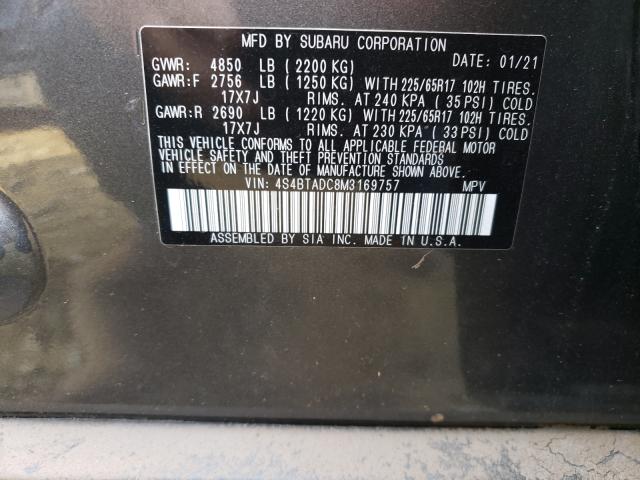 MFD BY SUBARU CORPORATION DATE: 01/21
GVWR: 4850 LB ( 2200 KG)
GAWR:F 2756 LB ( 1250 KG) WITH 225/65R17 102H TIRES.
17X7J RIMS. AT 240 KPA ( 35 PSI) COLD
GAWR:R 2690 LB ( 1220 KG) WITH 225/65R17 102H TIRES.
17X7J RIMS. AT 230 KPA ( 33 PSI) COLD
THIS VEHICLE CONFORMS TO ALL APPLICABLE FEDERAL MOTOR
VEHICLE SAFETY AND THEFT PREVENTION STANDARDS
IN EFFECT ON THE DATE OF MANUFACTURE SHOWN ABOVE.
VIN: 4S4BTADC8M3169757 MPV
ASSEMBLED BY SIA INC. MADE IN U.S.A.